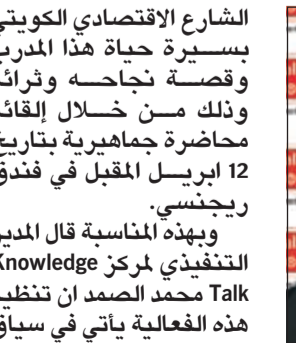 الشارع الاقتصادي الكويتي
بسيرة حياة هذا المدرب
وقصة نجاحه وثرائه
وذلك من خلال إلقائه
محاضرة جماهيرية بتاريخ
12 ابريل المقبل في فندق
ريجنسي.
وبهذه المناسبة قال المدير
التنفيذي لمركز Knowledge
Talk محمد الصمد ان تنظيم
هذه الفعالية يأتي في سياق